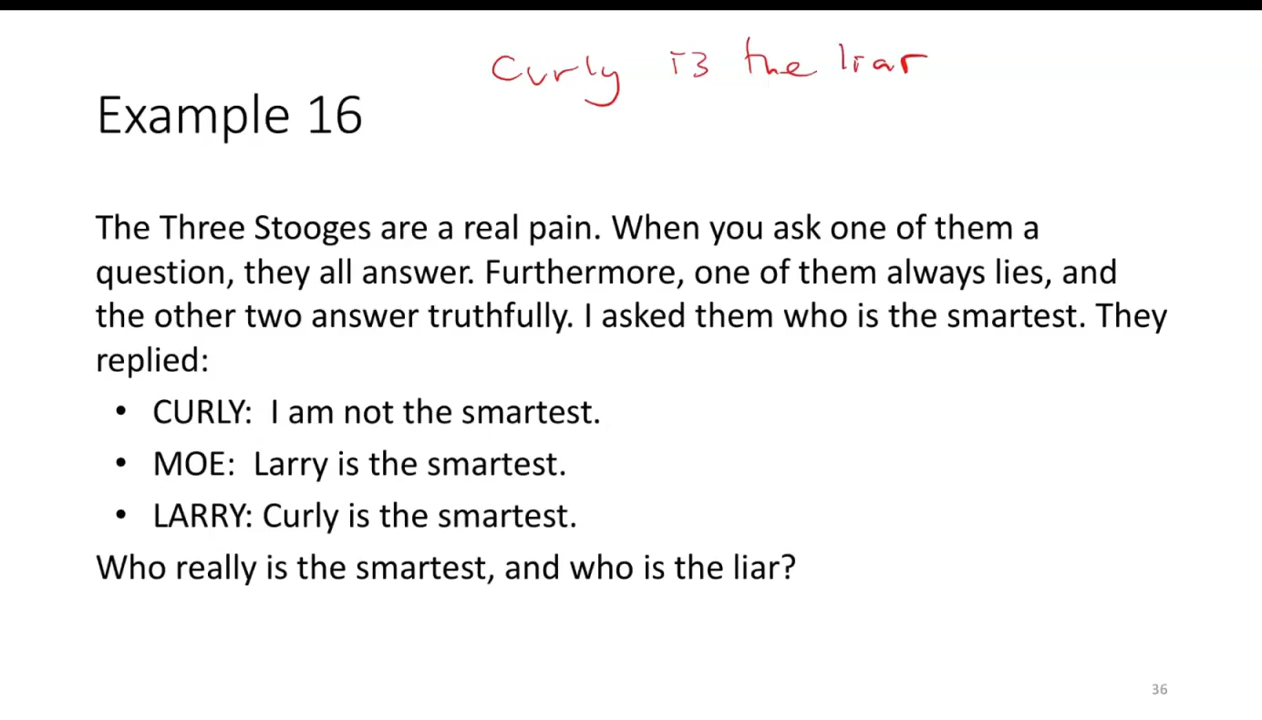 Curly is the liar
Example 16
The Three Stooges are a real pain. When you ask one of them a
question, they all answer. Furthermore, one of them always lies, and
the other two answer truthfully. I asked them who is the smartest. They
replied:
• CURLY: I am not the smartest.
• MOE: Larry is the smartest.
• LARRY: Curly is the smartest.
Who really is the smartest, and who is the liar?
36